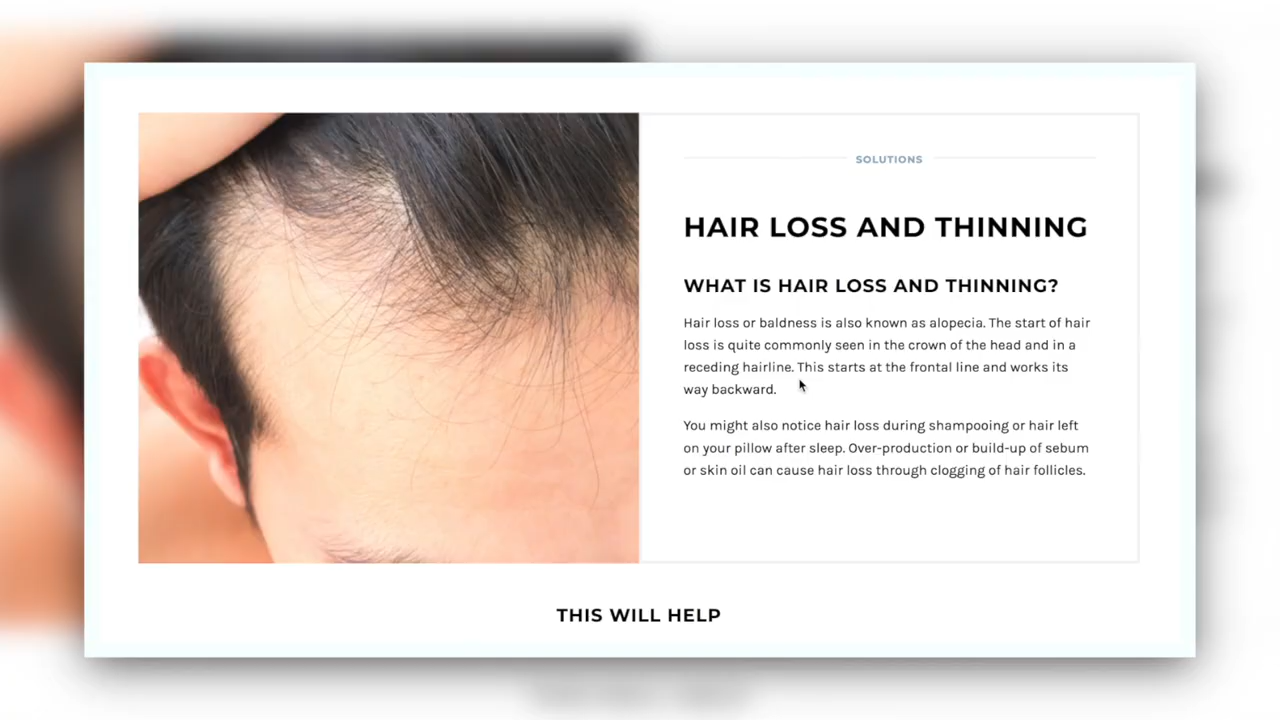 SOLUTIONS
HAIR LOSS AND THINNING
WHAT IS HAIR LOSS AND THINNING?
Hair loss or baldness is also known as alopecia. The start of hair
loss is quite commonly seen in the crown of the head and in a
receding hairline. This starts at the frontal line and works its
way backward.
You might also notice hair loss during shampooing or hair left
on your pillow after sleep. Over-production or build-up of sebum
or skin oil can cause hair loss through clogging of hair follicles.
THIS WILL HELP